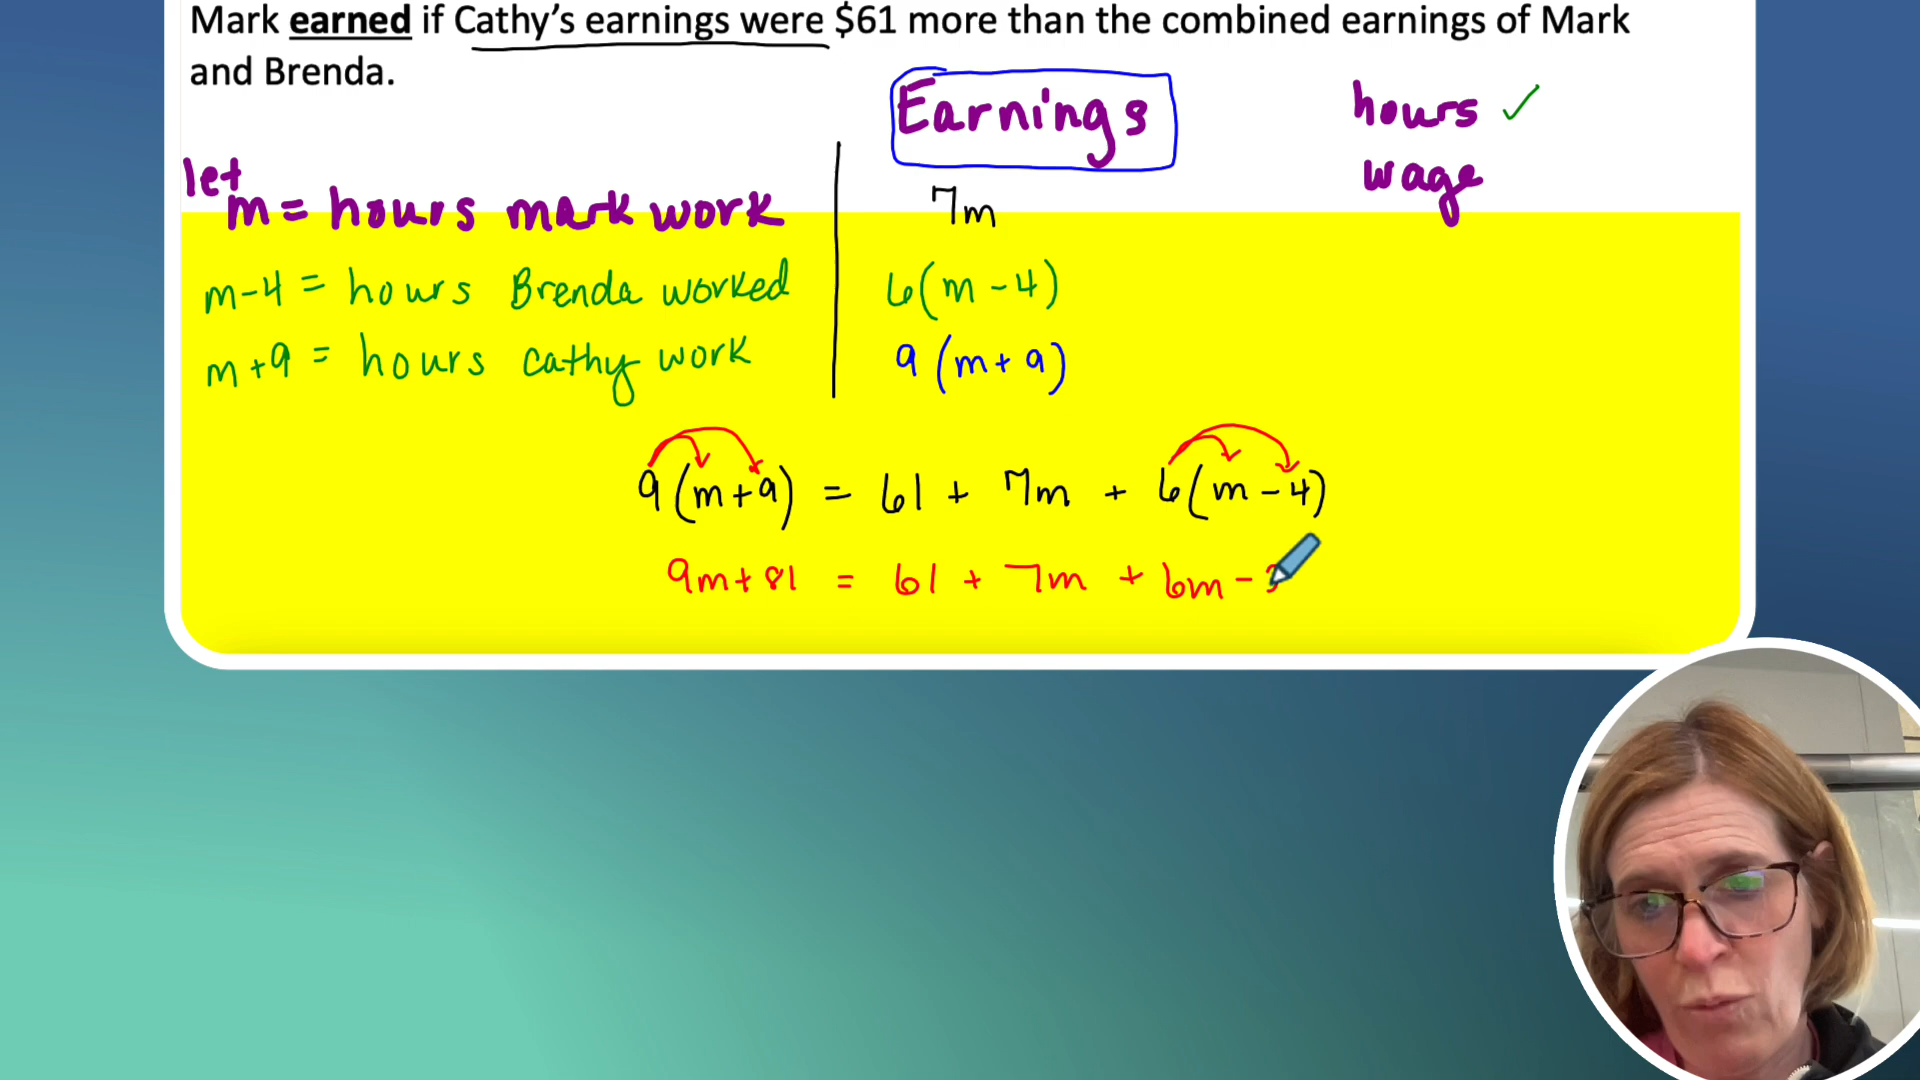 Mark earned if Cathy’s earnings were $61 more than the combined earnings of Mark
and Brenda.
Earnings
hours ✓
wage
let
m = hours mark work
7m
m-4 = hours Brenda worked
6(m-4)
m+9 = hours cathy work
9(m+9)
9(m+9) = 61 + 7m + 6(m-4)
9m+81 = 61 + 7m + 6m -